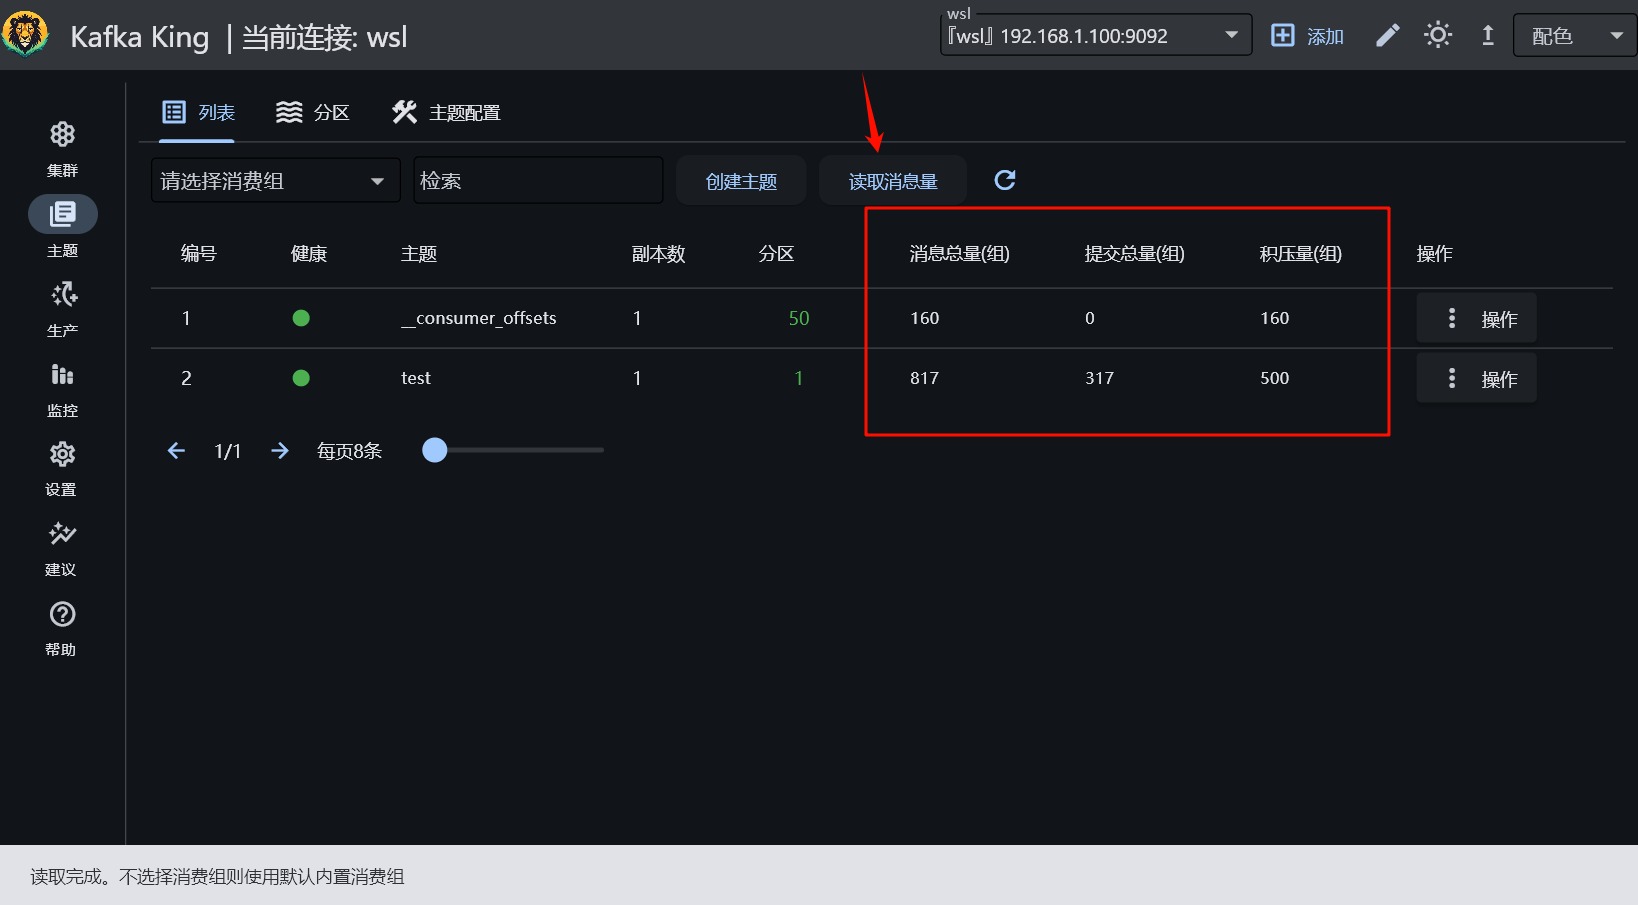 Kafka King | 当前连接: wsl
wsl
『wsl』 192.168.1.100:9092
添加
配色
列表 分区 主题配置
请选择消费组 检索 创建主题 读取消息量
编号 健康 主题 副本数 分区 消息总量(组) 提交总量(组) 积压量(组) 操作
1 __consumer_offsets 1 50 160 0 160 操作
2 test 1 1 817 317 500 操作
1/1 每页8条
集群
主题
生产
监控
设置
建议
帮助
读取完成。不选择消费组则使用默认内置消费组